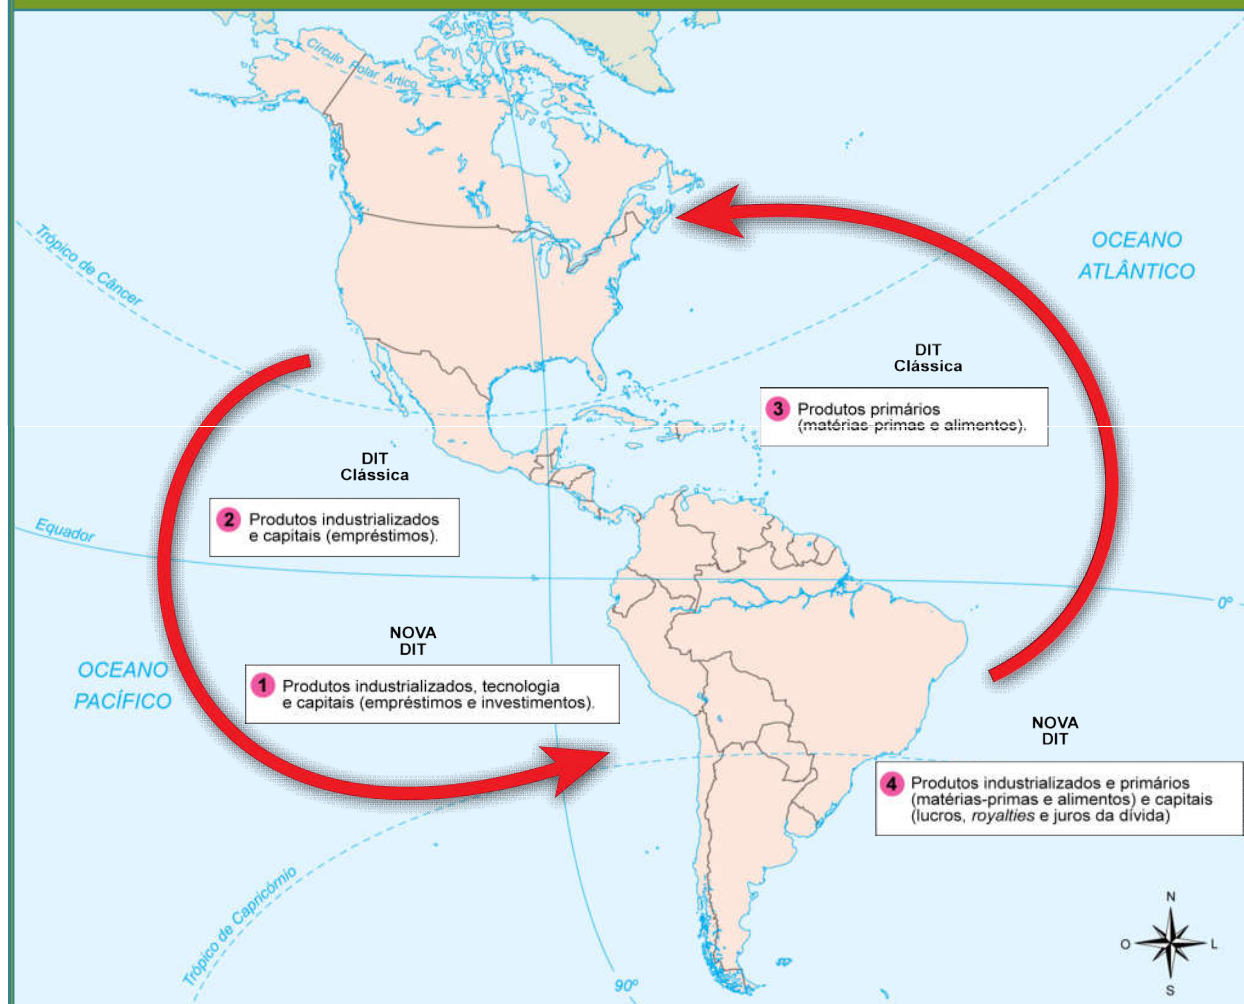 Círculo Polar Ártico
Trópico de Câncer
OCEANO
ATLÂNTICO
DIT
Clássica
3 Produtos primários
(matérias-primas e alimentos).
DIT
Clássica
2 Produtos industrializados
e capitais (empréstimos).
Equador
0º
NOVA
DIT
OCEANO
PACÍFICO
1 Produtos industrializados, tecnologia
e capitais (empréstimos e investimentos).
NOVA
DIT
4 Produtos industrializados e primários
(matérias-primas e alimentos) e capitais
(lucros, royalties e juros da dívida)
Trópico de Capricórnio
90º
N
O
L
S